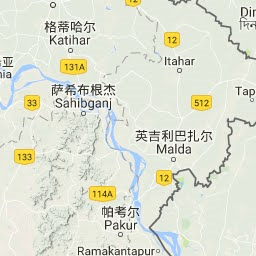 格蒂哈尔
Katihar
12
Din
দিন
131A
Itahar
33
萨希布根杰
Sahibganj
512
Tap
133
英吉利巴扎尔
Malda
114A
12
帕考尔
Pakur
Ramakantapur